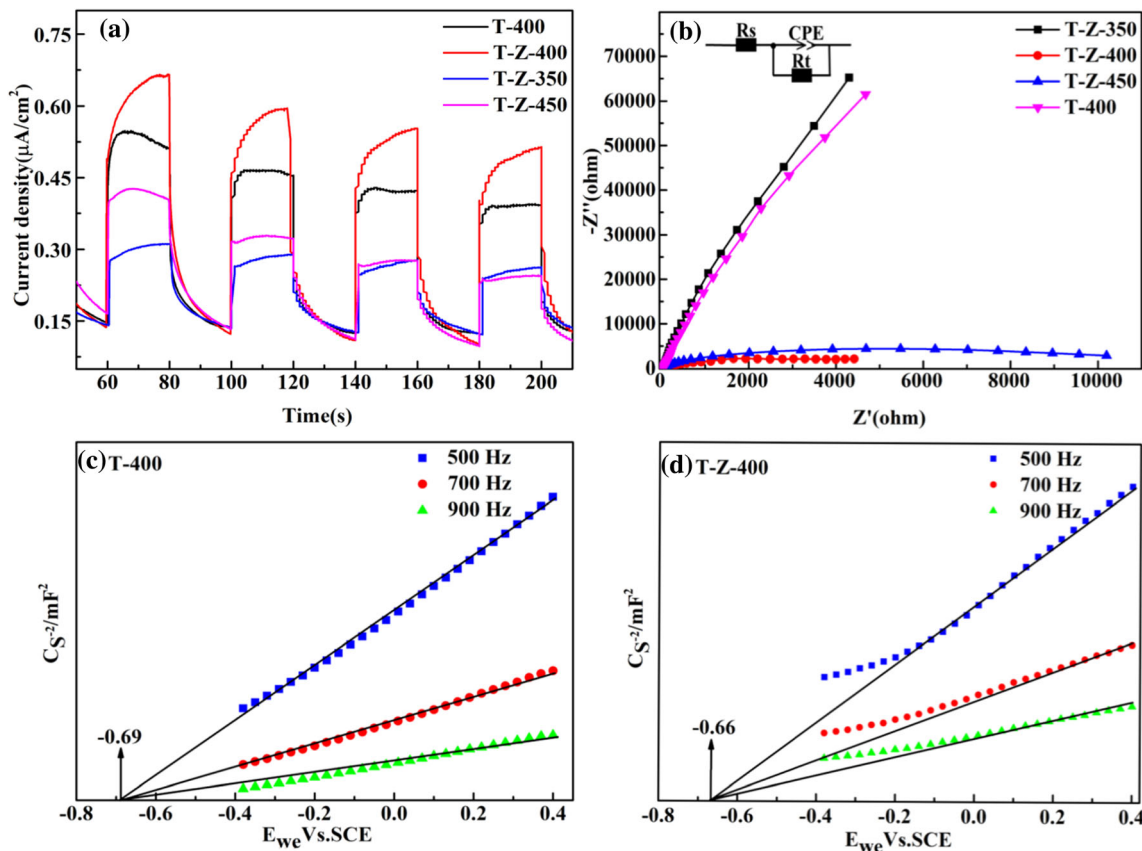 (a)
T-400
T-Z-400
T-Z-350
T-Z-450
Current density(μA/cm²)
0.75
0.60
0.45
0.30
0.15
60 80 100 120 140 160 180 200
Time(s)
(b)
Rs
CPE
Rt
T-Z-350
T-Z-400
T-Z-450
T-400
-Z''(ohm)
70000
60000
50000
40000
30000
20000
10000
0
0 2000 4000 6000 8000 10000
Z'(ohm)
(c) T-400
500 Hz
700 Hz
900 Hz
C_S⁻²/mF²
-0.69
-0.8 -0.6 -0.4 -0.2 0.0 0.2 0.4
E_we Vs.SCE
(d) T-Z-400
500 Hz
700 Hz
900 Hz
C_S⁻²/mF²
-0.66
-0.8 -0.6 -0.4 -0.2 0.0 0.2 0.4
E_we Vs.SCE